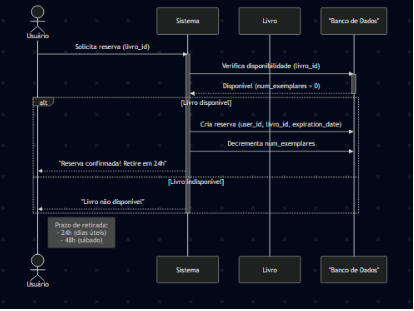 Usuário
Sistema
Livro
"Banco de Dados"
Solicita reserva (livro_id)
Verifica disponibilidade (livro_id)
Disponível (num_exemplares > 0)
alt
[Livro disponível]
Cria reserva (user_id, livro_id, expiration_date)
Decrementa num_exemplares
"Reserva confirmada! Retire em 24h"
[Livro indisponível]
"Livro não disponível"
Prazo de retirada:
- 24h (dias úteis)
- 48h (sábado)
Usuário
Sistema
Livro
"Banco de Dados"